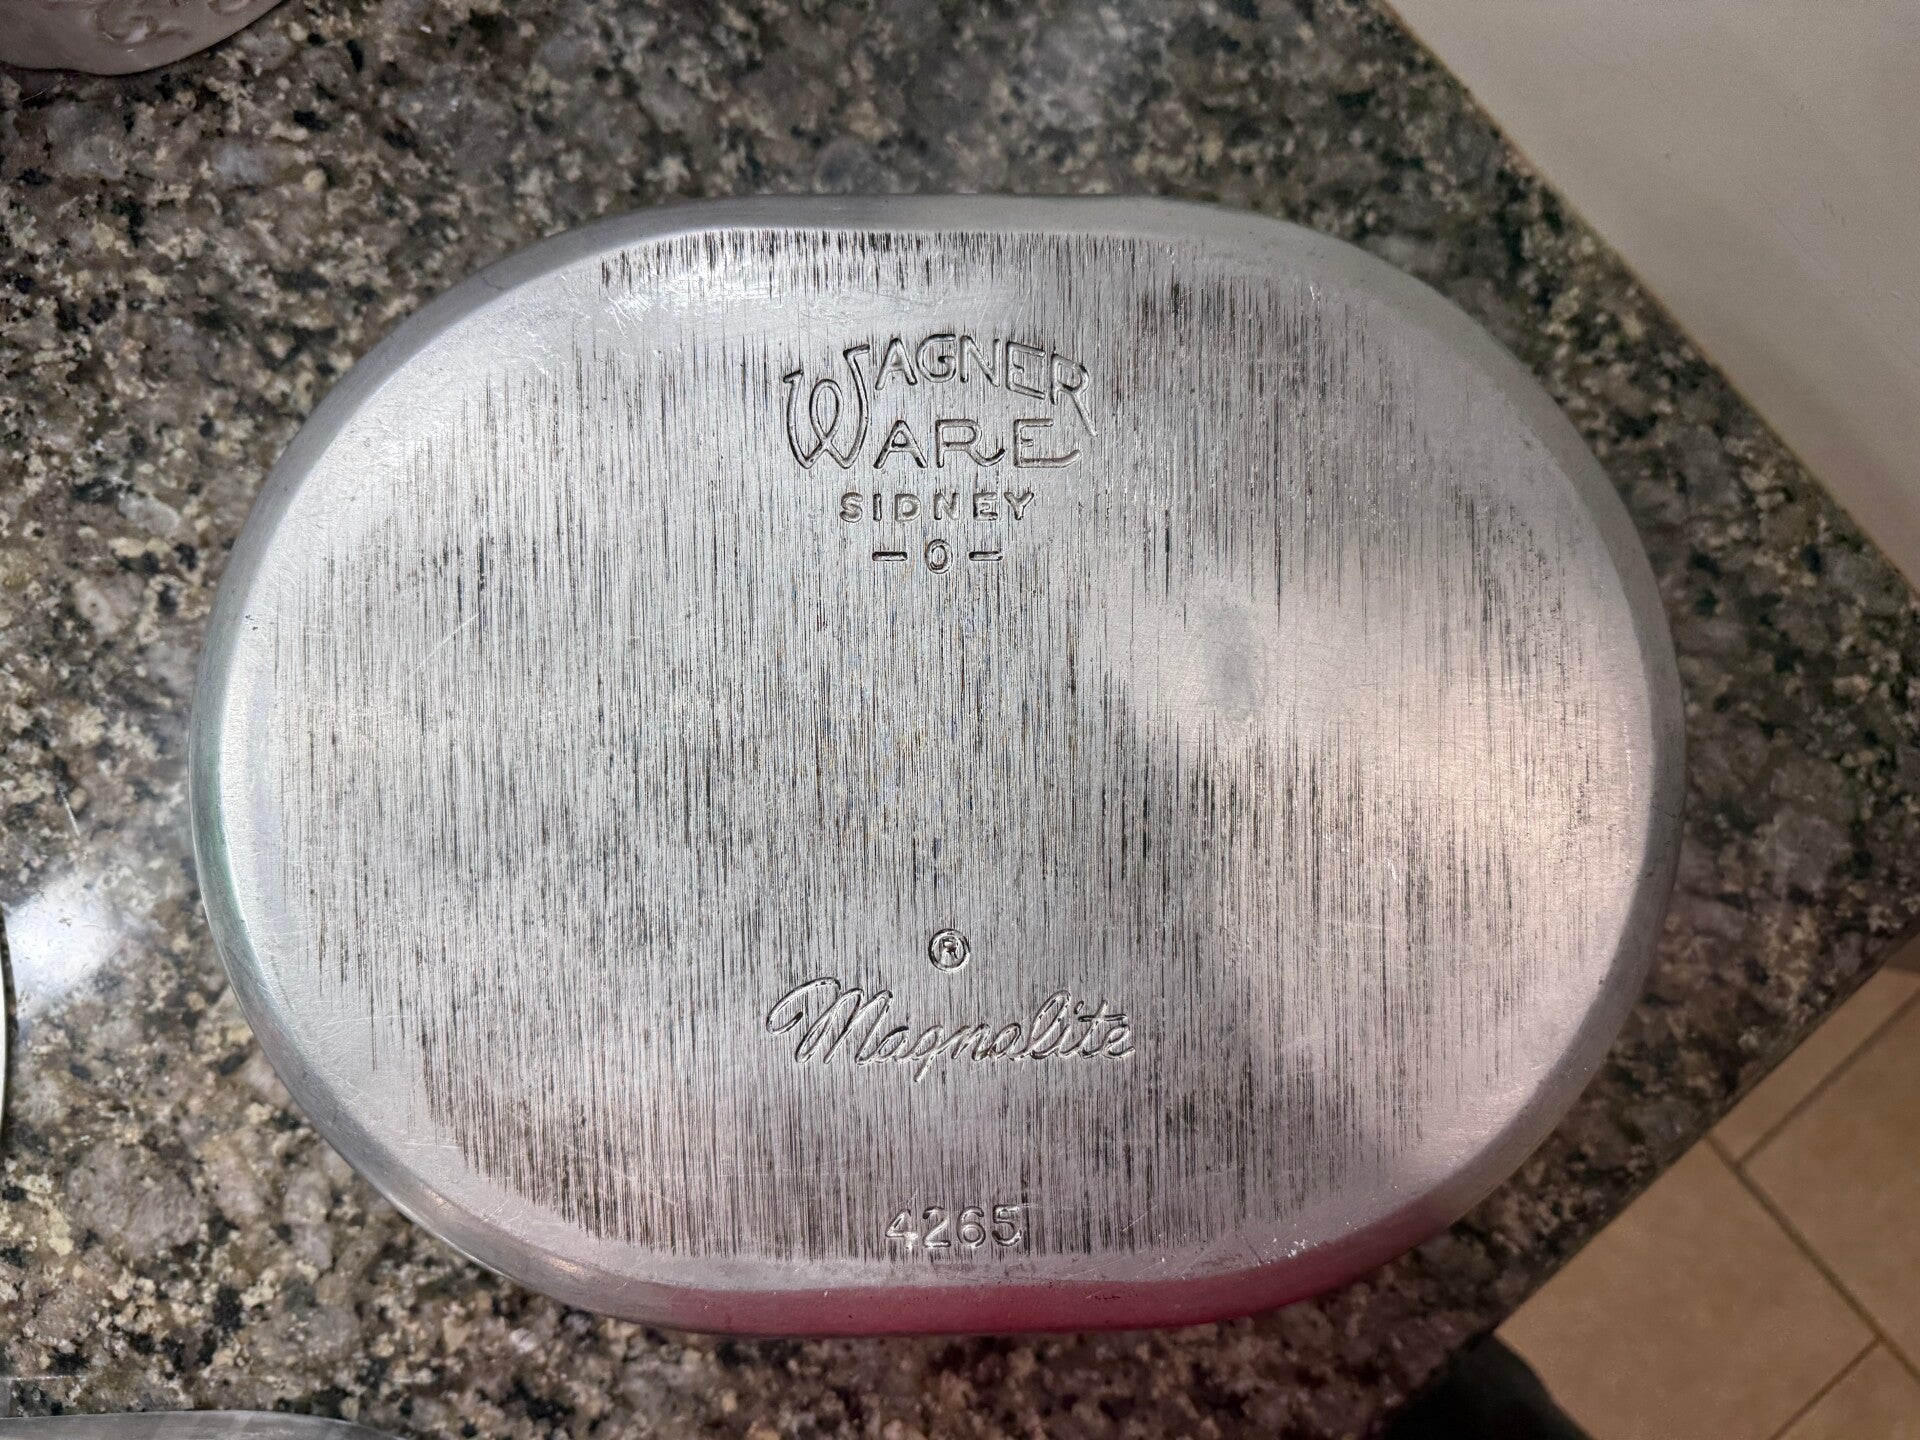 WAGNER
WARE
SIDNEY
-O-
®
Magnalite
4265